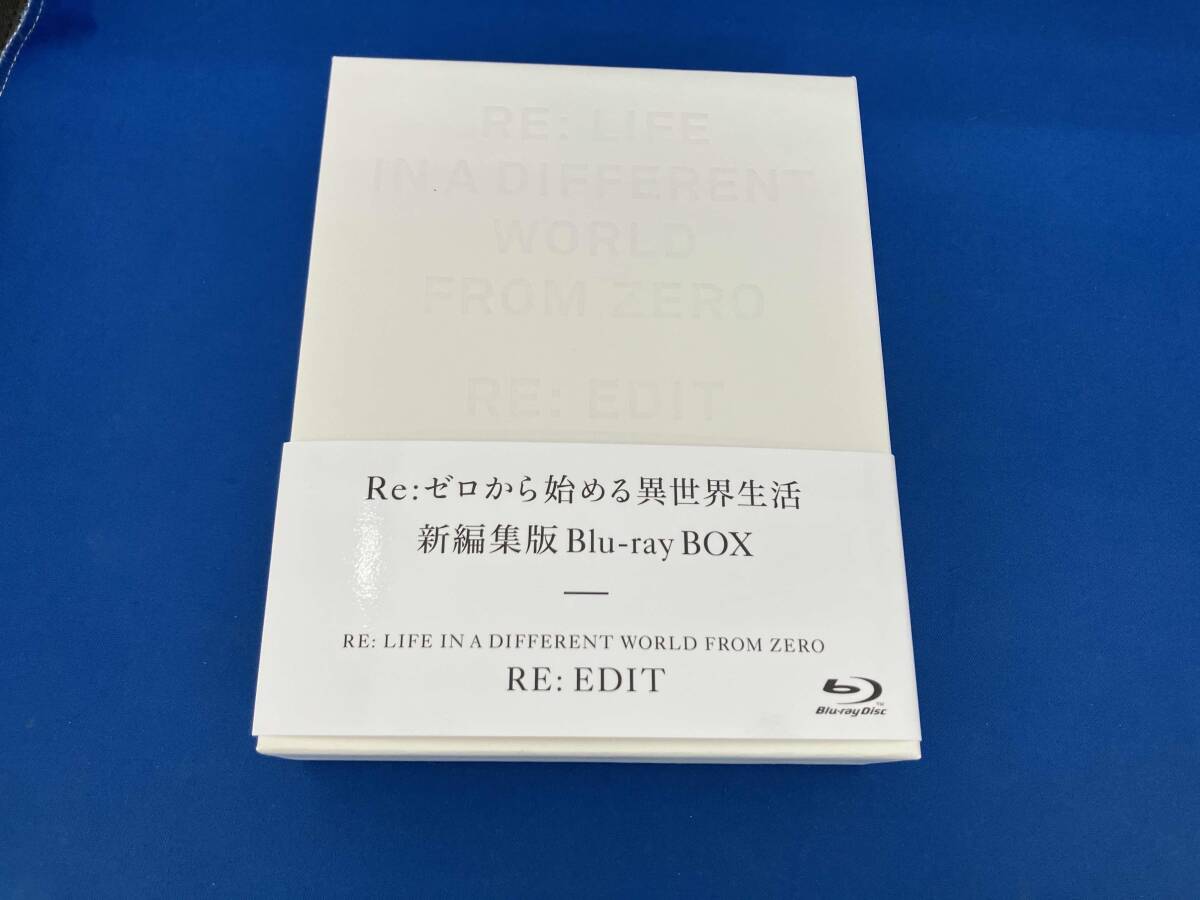 RE: LIFE
IN A DIFFERENT
WORLD
FROM ZERO
RE: EDIT
Re:ゼロから始める異世界生活
新編集版 Blu-ray BOX
RE: LIFE IN A DIFFERENT WORLD FROM ZERO
RE: EDIT
Blu-ray Disc™